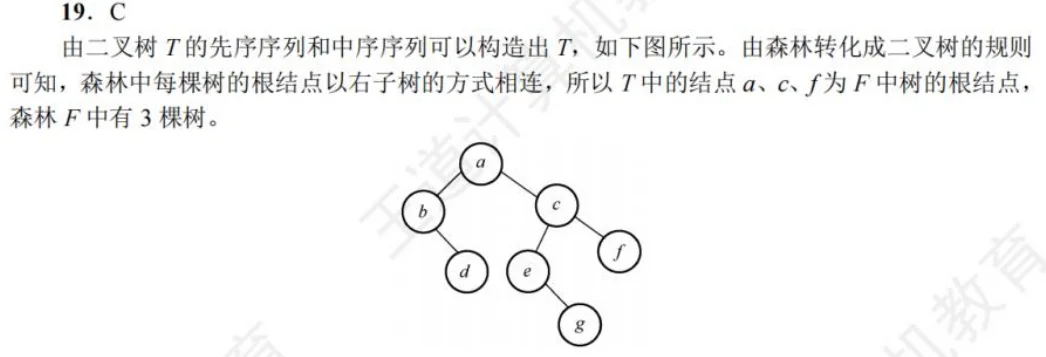 19. C
由二叉树 T 的先序序列和中序序列可以构造出 T，如下图所示。由森林转化成二叉树的规则
可知，森林中每棵树的根结点以右子树的方式相连，所以 T 中的结点 a、c、f 为 F 中树的根结点，
森林 F 中有 3 棵树。
a
b
c
d
e
f
g
王道计算机教育
机教育
育